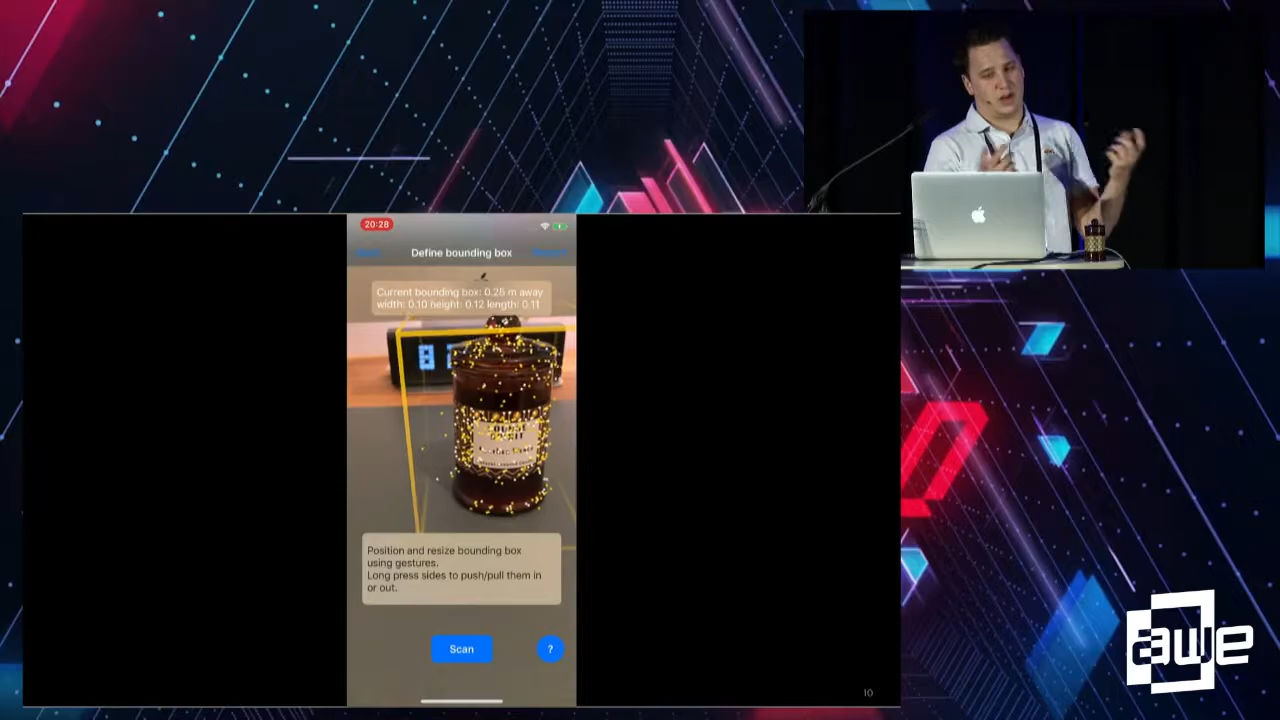 20:28
Define bounding box
Current bounding box: 0.25 m away
width: 0.10 height: 0.12 length: 0.11
Position and resize bounding box
using gestures.
Long press sides to push/pull them in
or out.
Scan
?
10
awe